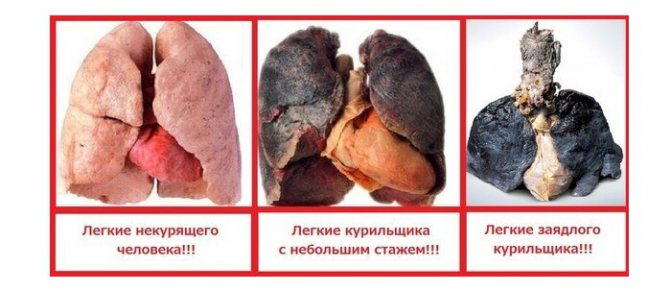 Легкие некурящего
человека!!!
Легкие курильщика
с небольшим стажем!!!
Легкие заядлого
курильщика!!!